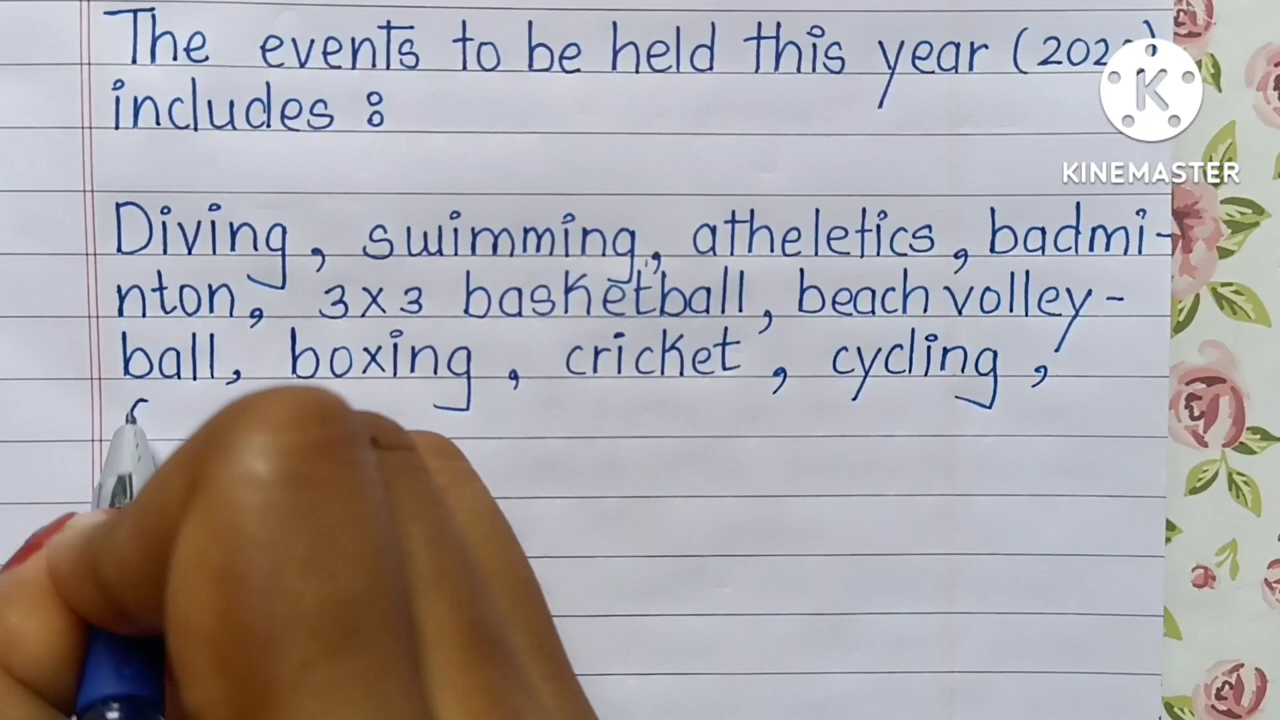 The events to be held this year
includes :
Diving, swimming, atheletics, badmi-
nton, 3x3 basketball, beach volley-
ball, boxing, cricket, cycling,
K
KINEMASTER